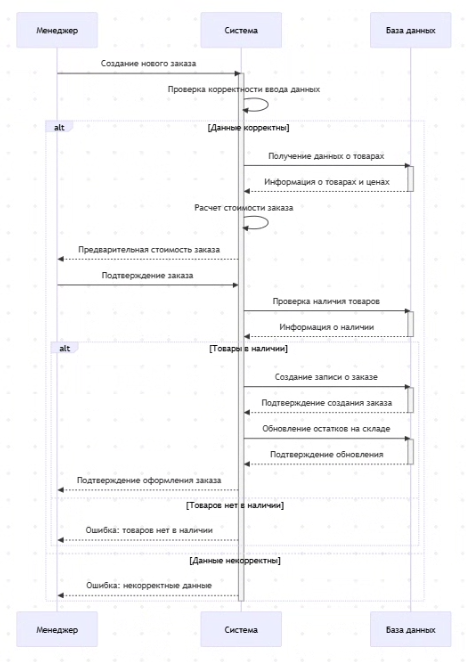 Менеджер
Система
База данных
Создание нового заказа
Проверка корректности ввода данных
alt
[Данные корректны]
Получение данных о товарах
Информация о товарах и ценах
Расчет стоимости заказа
Предварительная стоимость заказа
Подтверждение заказа
Проверка наличия товаров
Информация о наличии
alt
[Товары в наличии]
Создание записи о заказе
Подтверждение создания заказа
Обновление остатков на складе
Подтверждение обновления
Подтверждение оформления заказа
[Товаров нет в наличии]
Ошибка: товаров нет в наличии
[Данные некорректны]
Ошибка: некорректные данные
Менеджер
Система
База данных